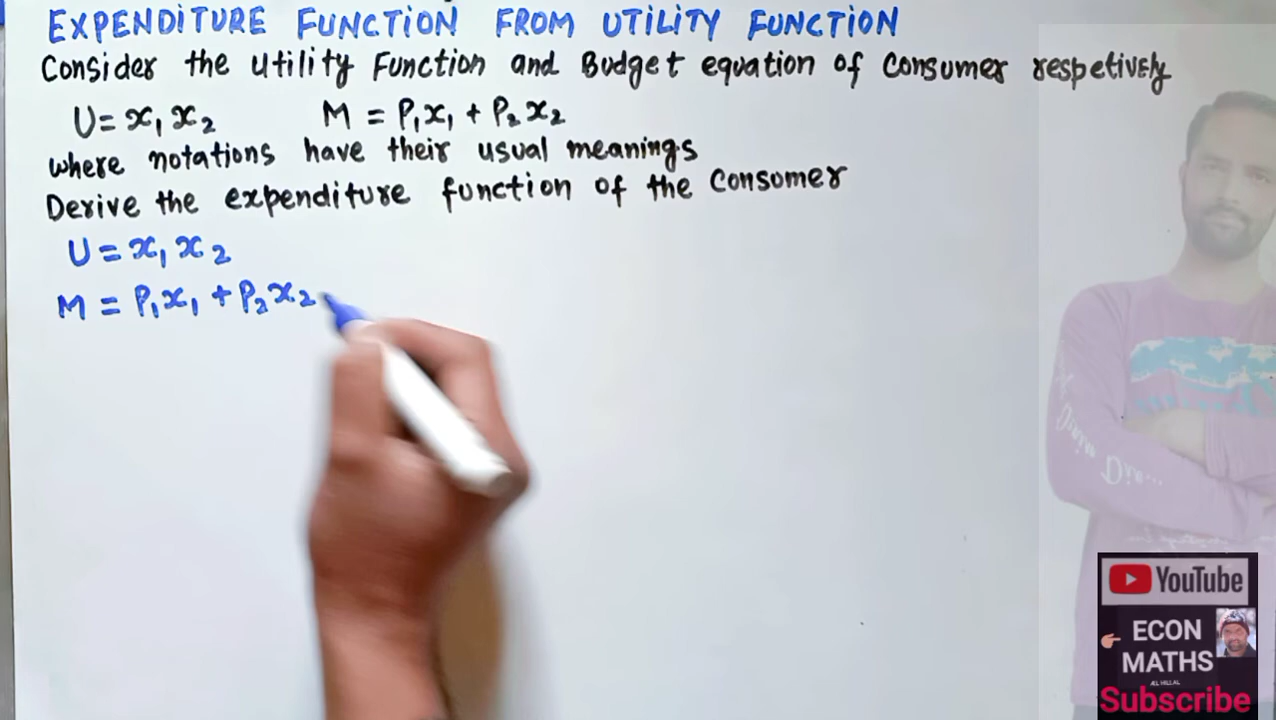 EXPENDITURE FUNCTION FROM UTILITY FUNCTION
Consider the utility Function and Budget equation of Consumer respetively
U = x₁ x₂ M = P₁x₁ + P₂x₂
where notations have their usual meanings
Derive the expenditure function of the Consomer
U = x₁ x₂
M = P₁x₁ + P₂x₂
YouTube
ECON
MATHS
Subscribe